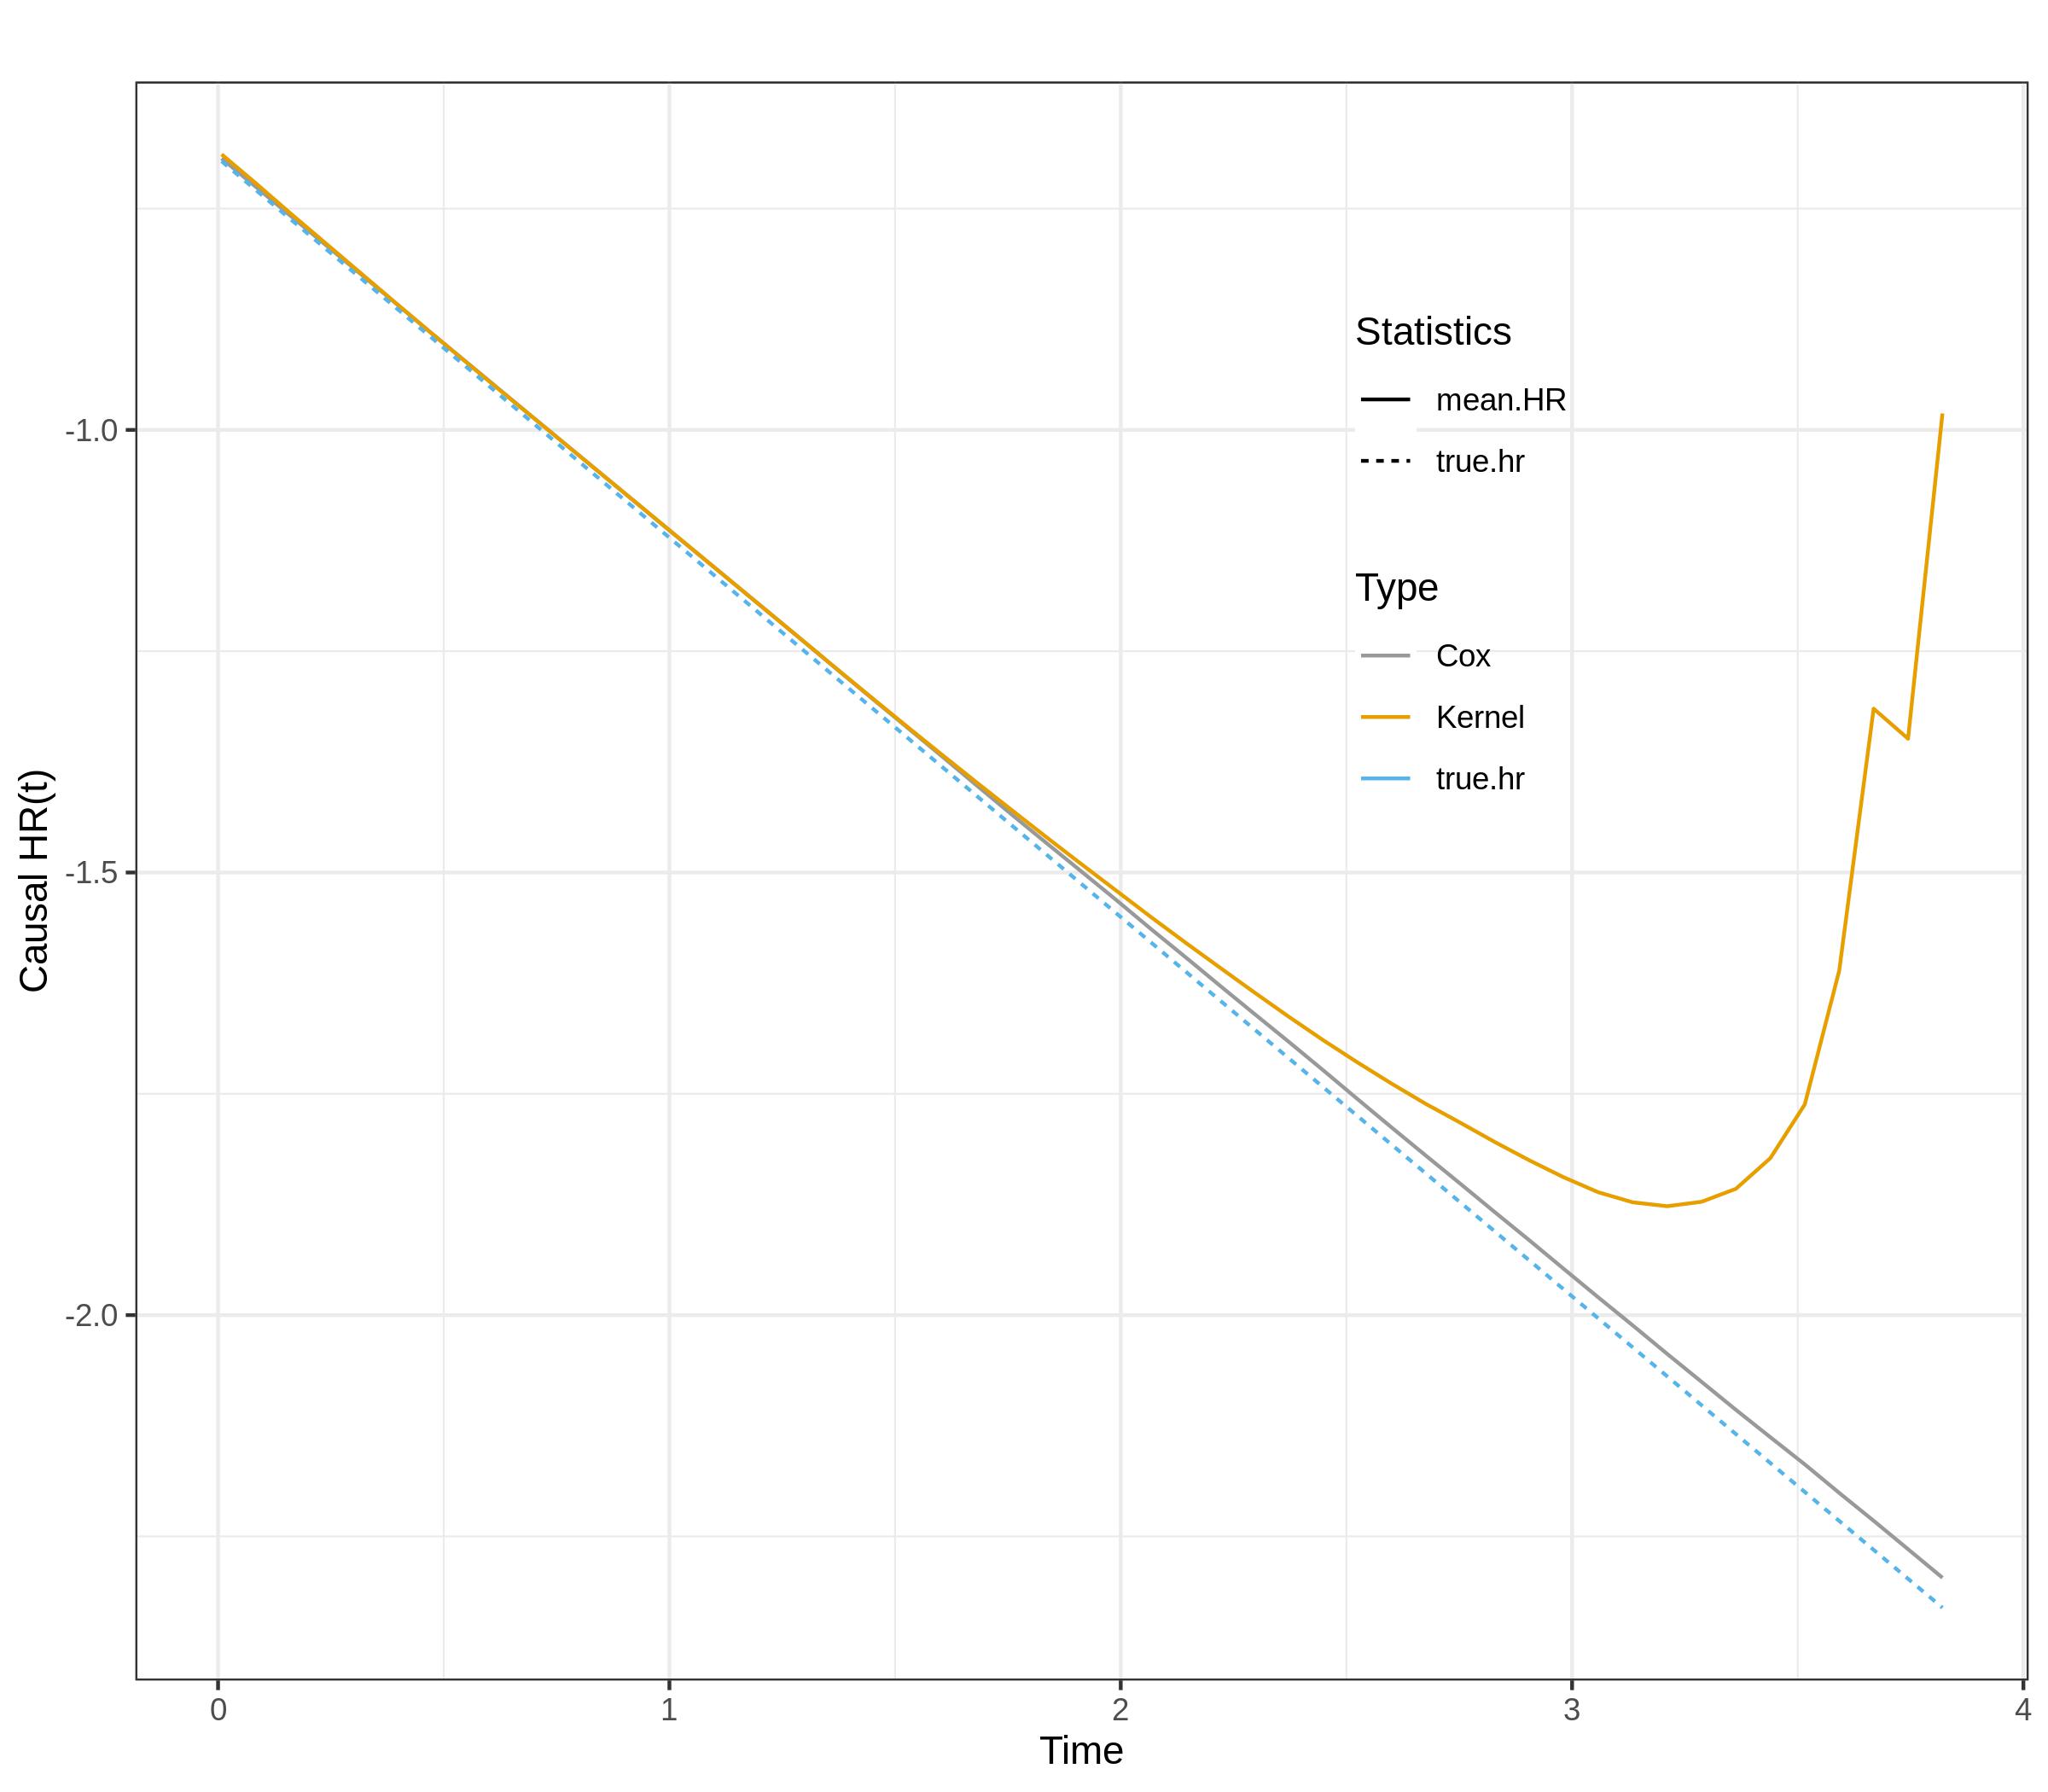 Statistics
mean.HR
true.hr
Type
Cox
Kernel
true.hr
Causal HR(t)
-1.0
-1.5
-2.0
0 1 2 3 4
Time